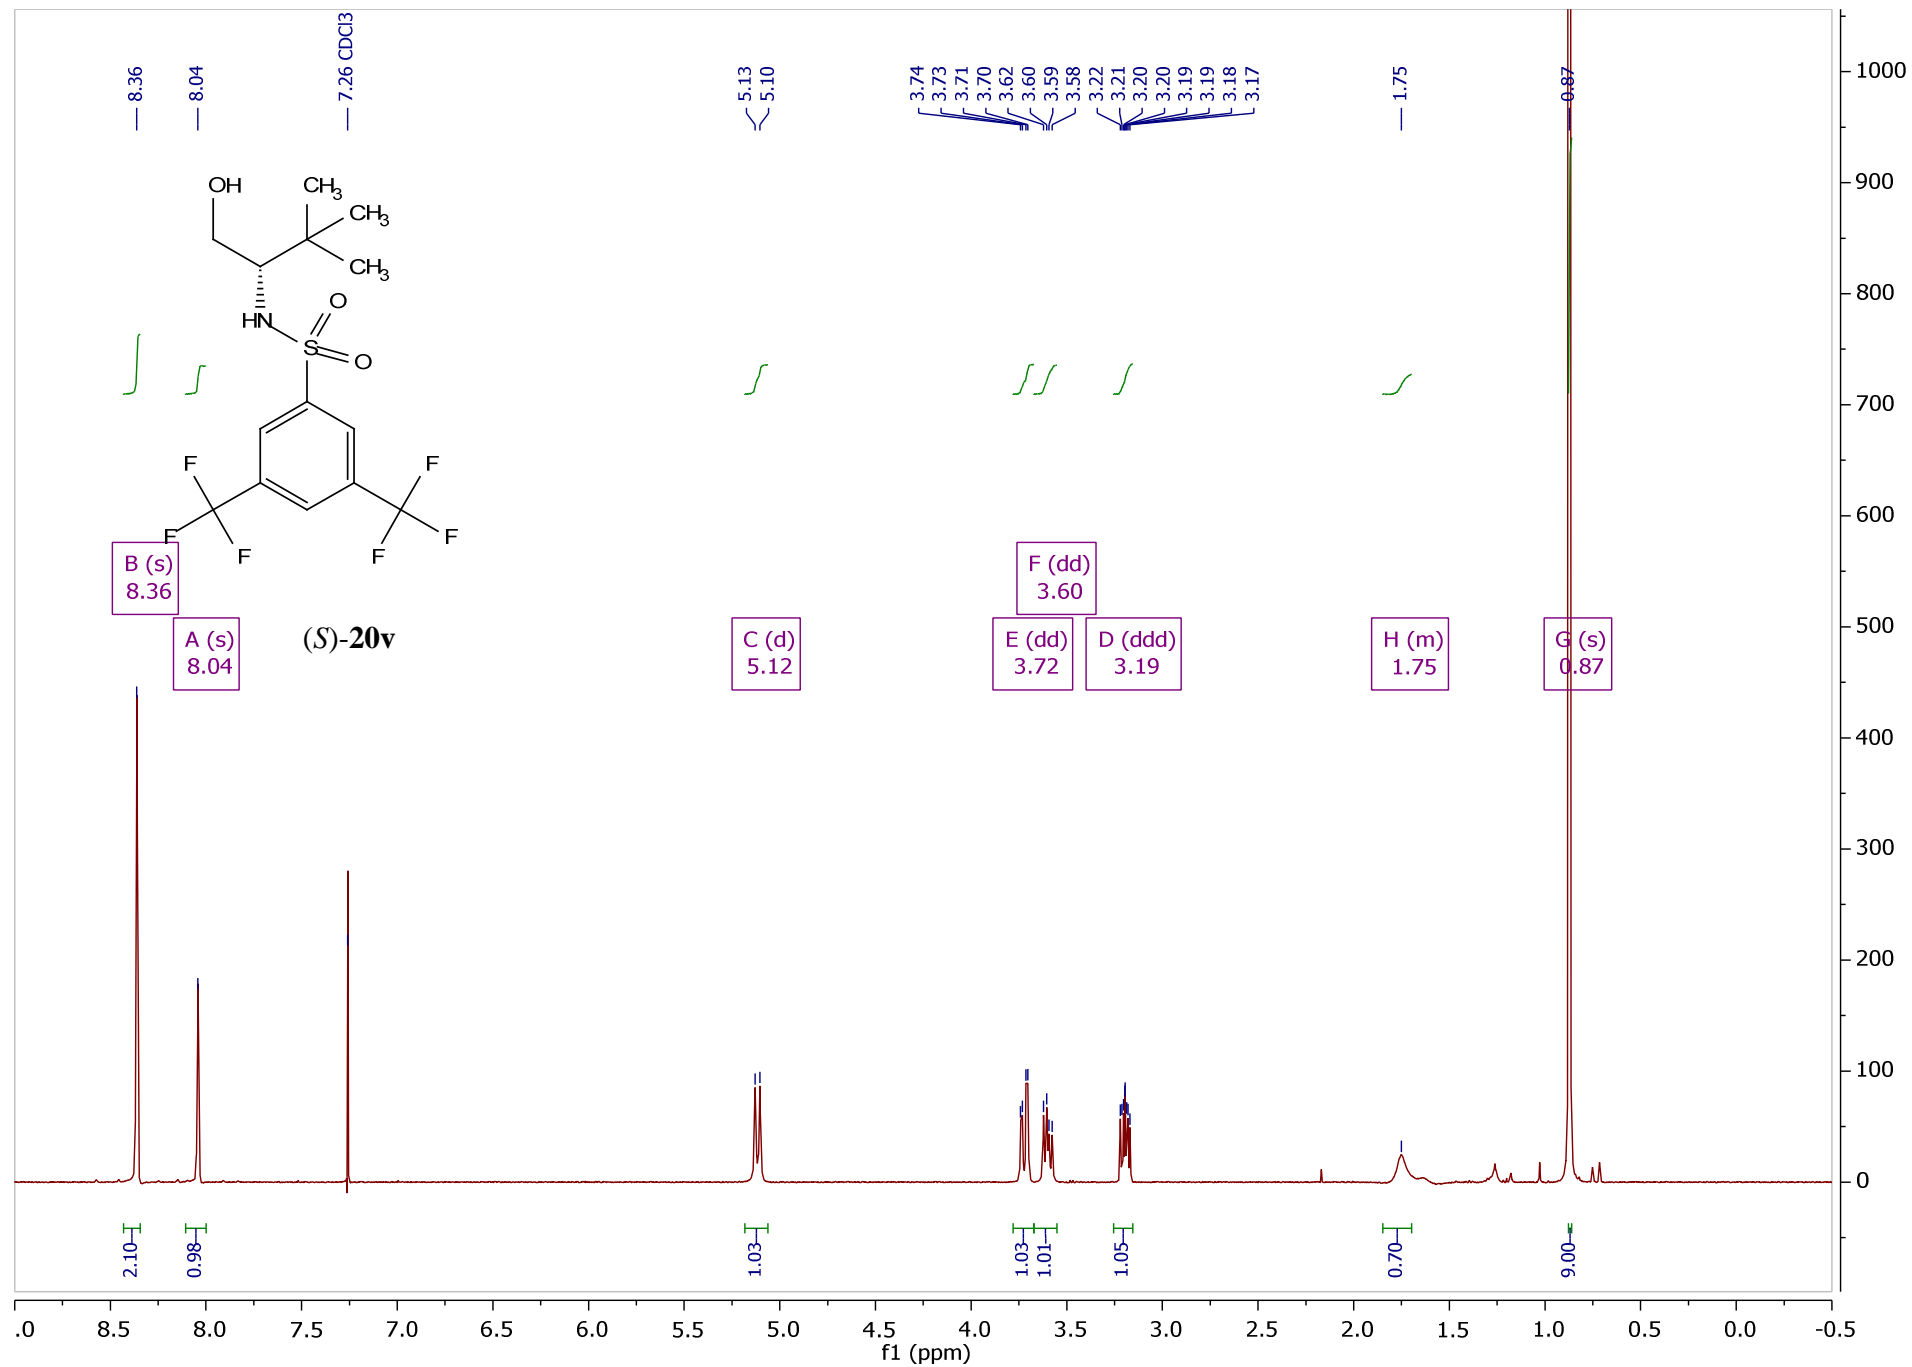 8.36
8.04
7.26 CDCl3
5.13
5.10
3.74
3.73
3.71
3.70
3.62
3.60
3.59
3.58
3.22
3.21
3.20
3.20
3.19
3.19
3.18
3.17
1.75
0.87
OH
CH3
CH3
CH3
HN
O
S
O
F
F
F
F
F
F
(S)-20v
B (s)
8.36
A (s)
8.04
C (d)
5.12
F (dd)
3.60
E (dd)
3.72
D (ddd)
3.19
H (m)
1.75
G (s)
0.87
1000
900
800
700
600
500
400
300
200
100
0
2.10
0.98
1.03
1.03
1.01
1.05
0.70
9.00
.0 8.5 8.0 7.5 7.0 6.5 6.0 5.5 5.0 4.5 4.0 3.5 3.0 2.5 2.0 1.5 1.0 0.5 0.0 -0.5
f1 (ppm)